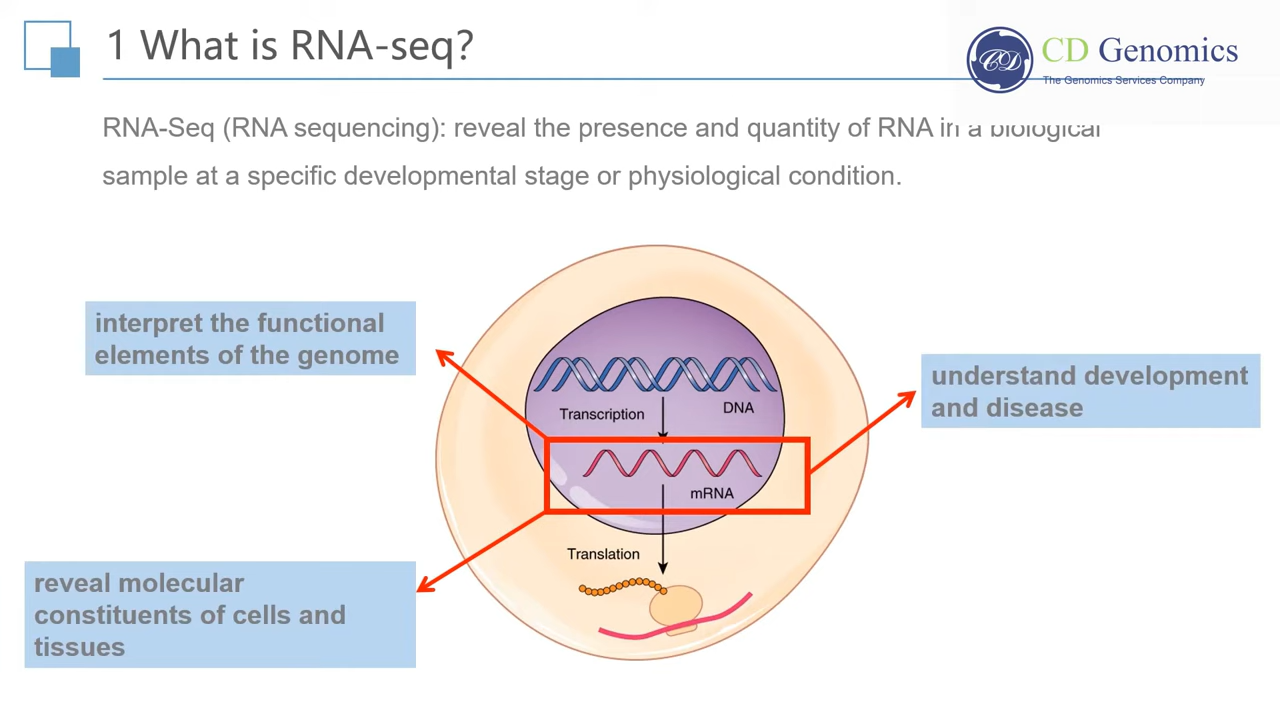 1 What is RNA-seq?
CD Genomics
The Genomics Services Company
RNA-Seq (RNA sequencing): reveal the presence and quantity of RNA in a biological
sample at a specific developmental stage or physiological condition.
interpret the functional
elements of the genome
understand development
and disease
Transcription
DNA
mRNA
Translation
reveal molecular
constituents of cells and
tissues